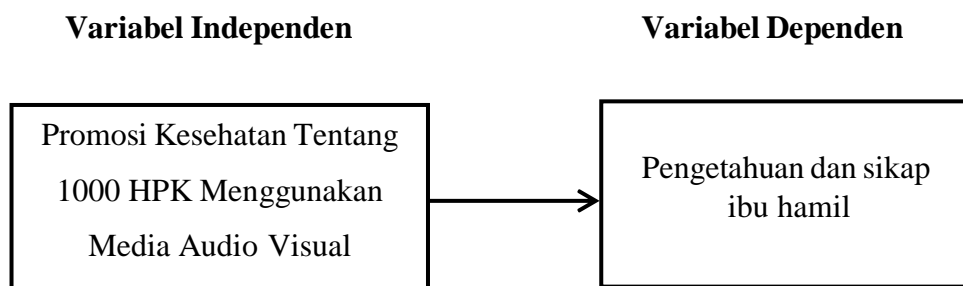 Variabel Independen
Variabel Dependen
Promosi Kesehatan Tentang
1000 HPK Menggunakan
Media Audio Visual
Pengetahuan dan sikap
ibu hamil